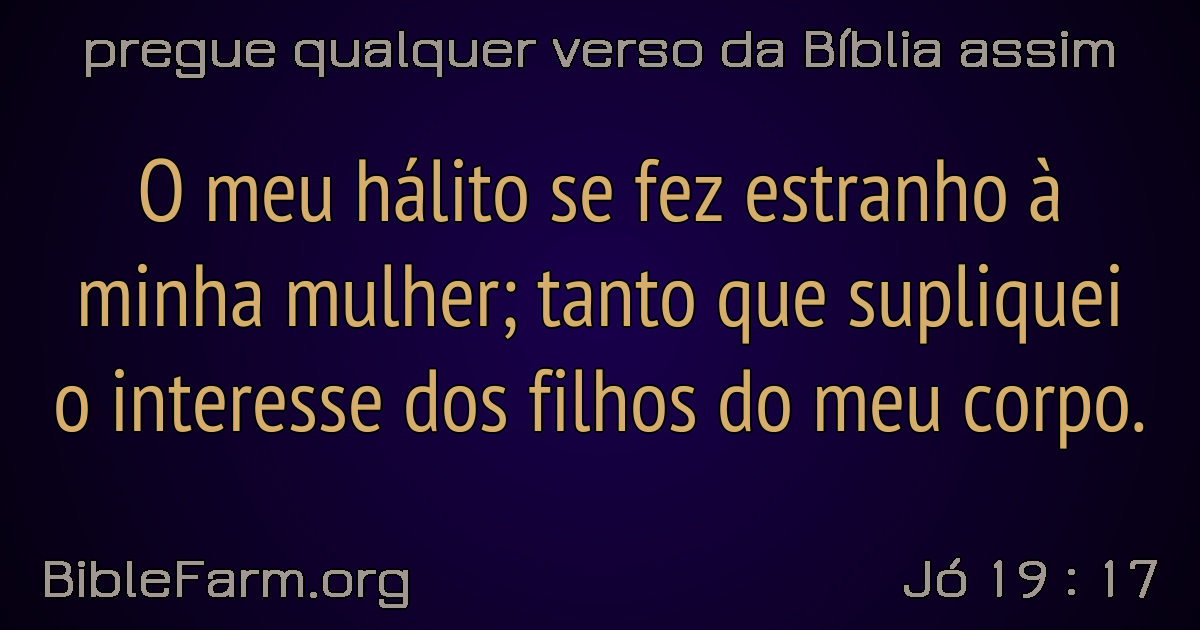 pregue qualquer verso da Bíblia assim
O meu hálito se fez estranho à
minha mulher; tanto que supliquei
o interesse dos filhos do meu corpo.
BibleFarm.org
Jó 19 : 17